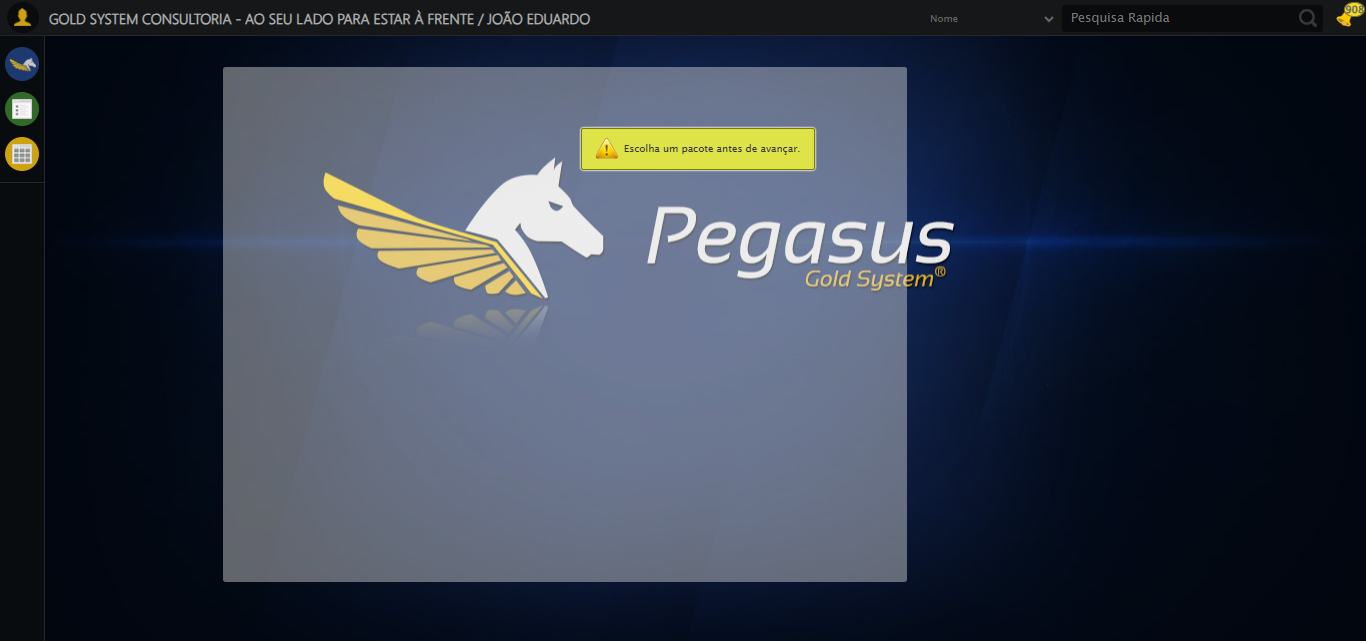 GOLD SYSTEM CONSULTORIA - AO SEU LADO PARA ESTAR À FRENTE / JOÃO EDUARDO
Nome
Pesquisa Rapida
908
Escolha um pacote antes de avançar.
Pegasus
Gold System®